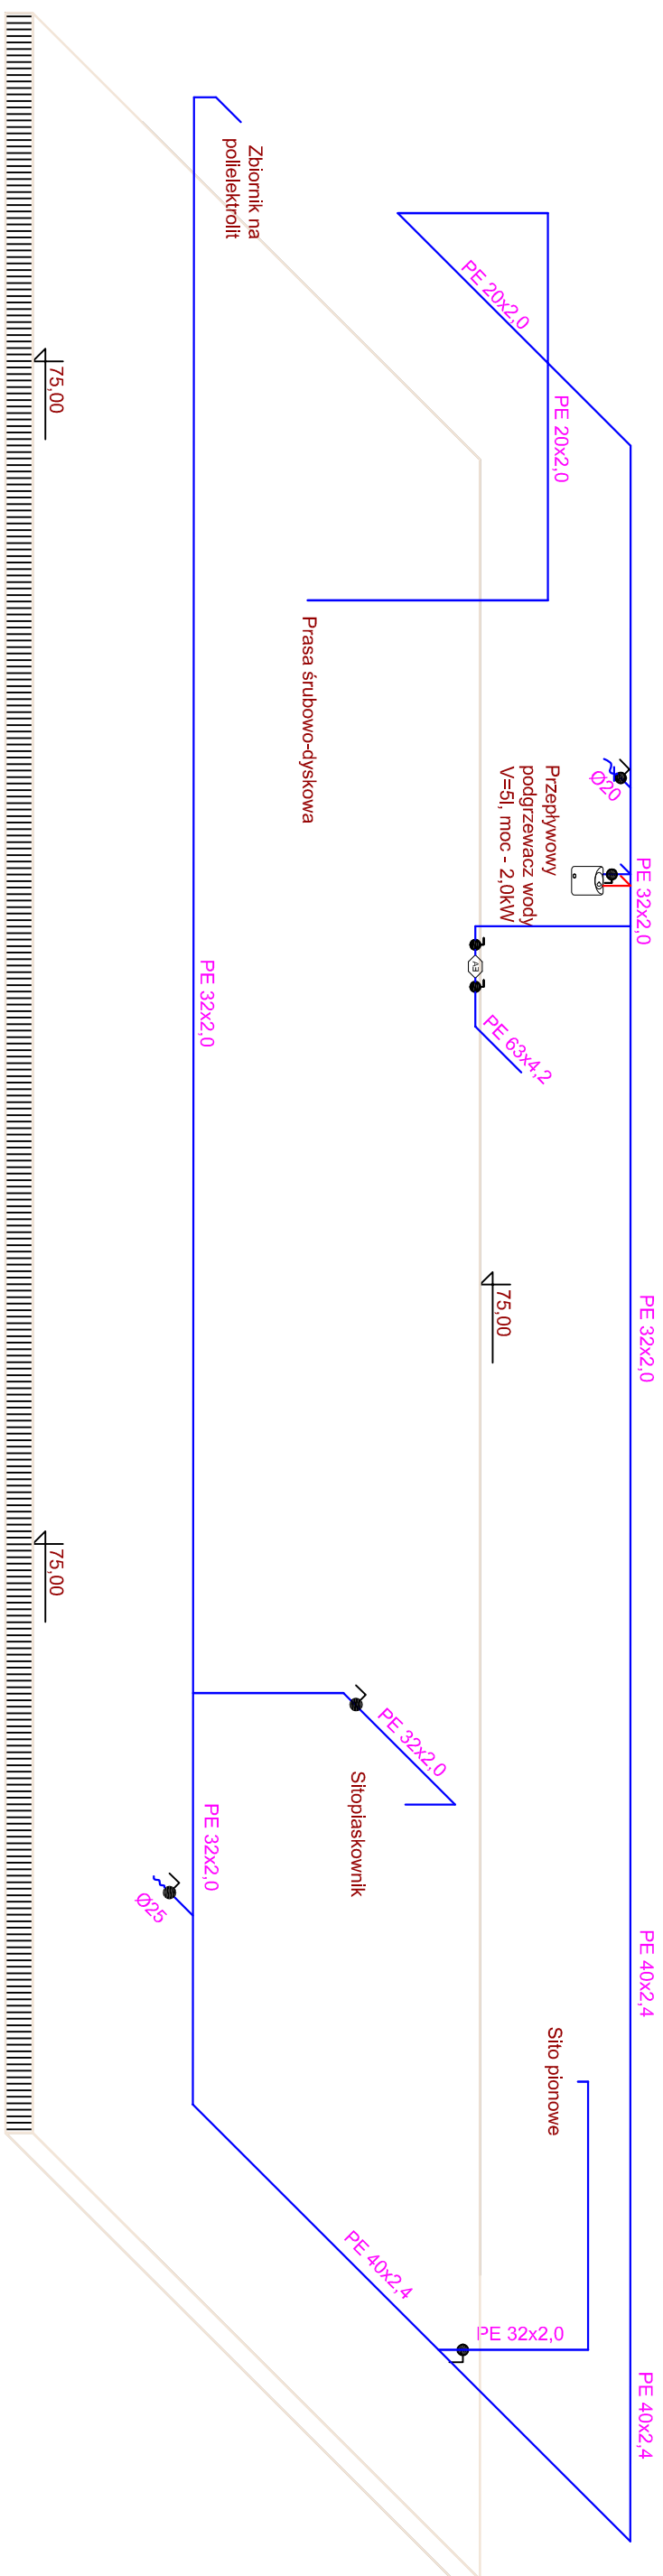 PE 32x2,0
PE 32x2,0
PE 40x2,4
PE 40x2,4
PE 20x2,0
PE 20x2,0
Ø20
Przepływowy
podgrzewacz wody
V=5l, moc - 2,0kW
EA
PE 63x4,2
75,00
Sito pionowe
PE 32x2,0
PE 40x2,4
Prasa śrubowo-dyskowa
PE 32x2,0
Sitopiaskownik
Zbiornik na
polielektrolit
PE 32x2,0
PE 32x2,0
Ø25
75,00
75,00